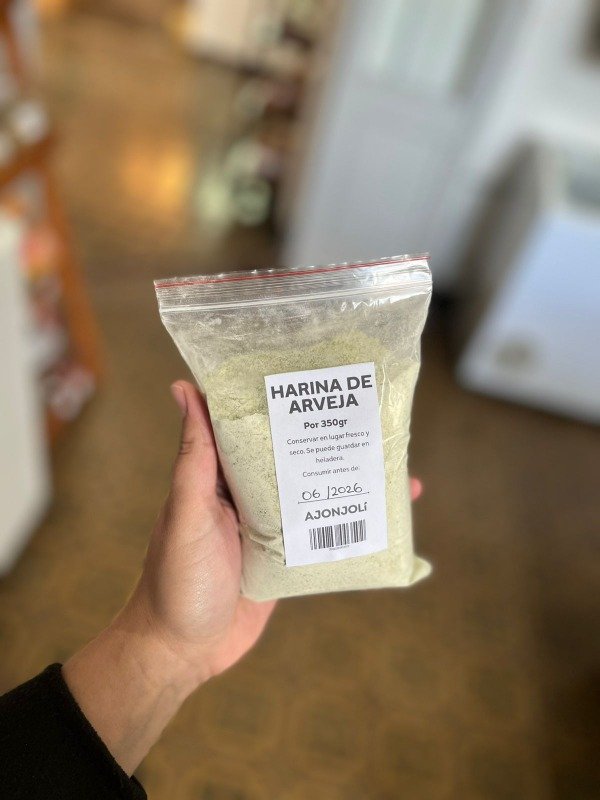 HARINA DE
ARVEJA
Por 350gr
Conservar en lugar fresco y
seco. Se puede guardar en
heladera.
Consumir antes de:
06 /2026
AJONJOLÍ